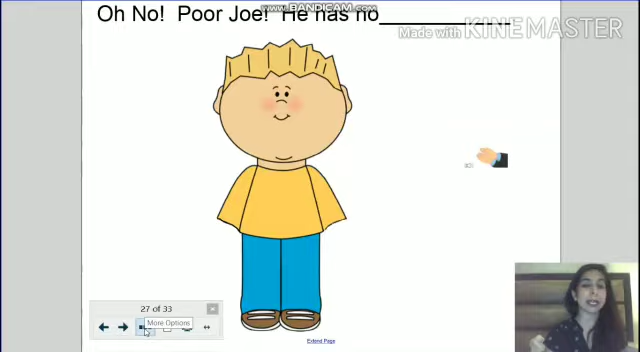 www.BANDICAM.com
Oh No! Poor Joe! He has no__________
Made with KINEMASTER
27 of 33
More Options
Extend Page